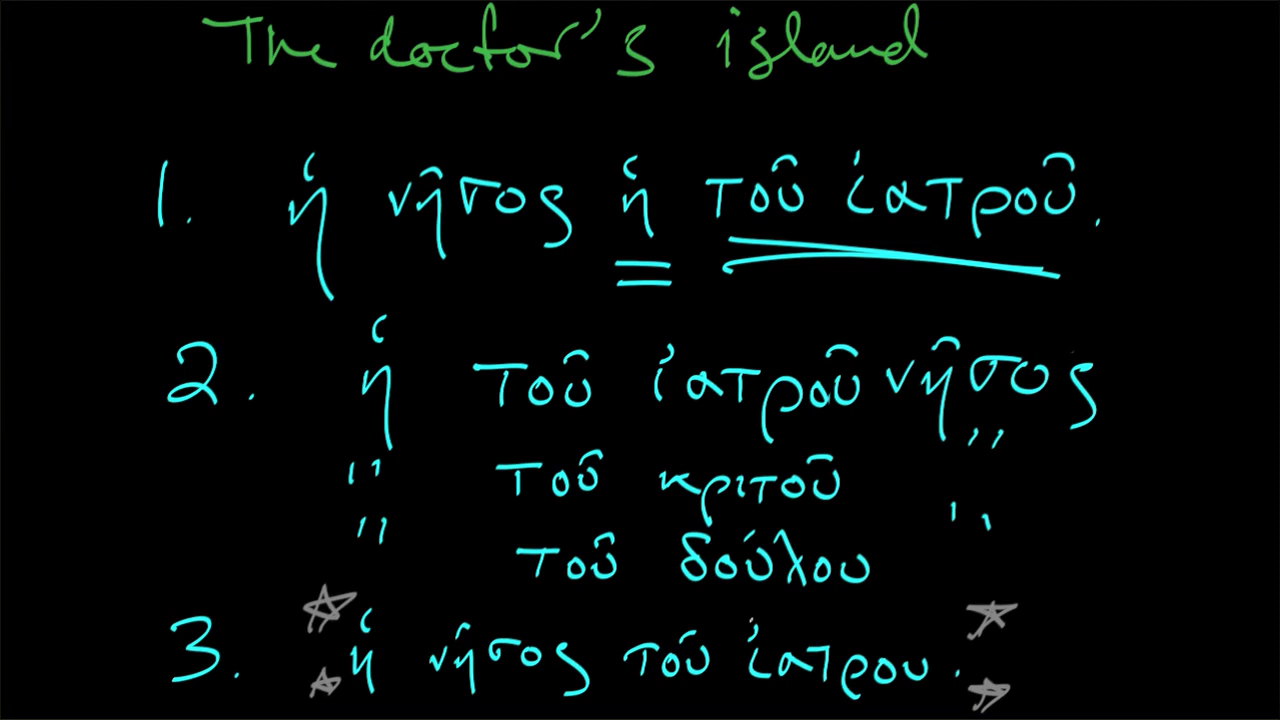 The doctor's island
1. ἡ νῆσος ἡ τοῦ ἰατροῦ.
2. ἡ τοῦ ἰατροῦ νῆσος
" τοῦ κριτοῦ "
" τοῦ δούλου "
3. ἡ νῆσος τοῦ ἰατρου.